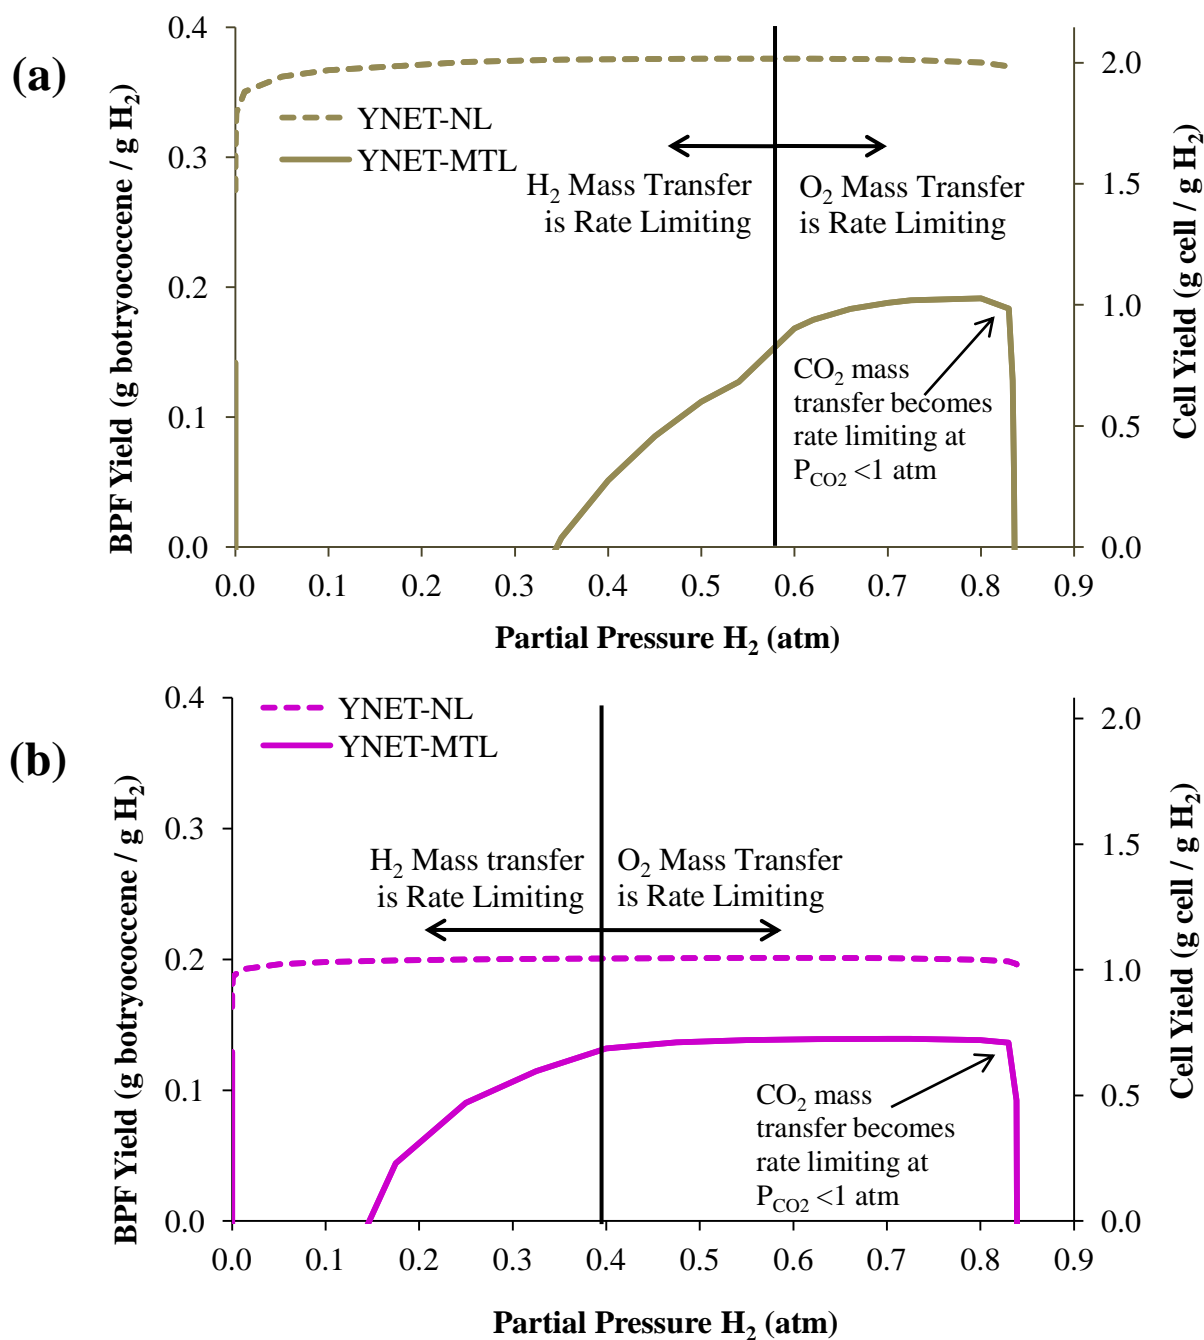 (a)
BPF Yield (g botryococcene / g H2)
0.4
0.3
0.2
0.1
0.0
YNET-NL
YNET-MTL
H2 Mass Transfer
is Rate Limiting
O2 Mass Transfer
is Rate Limiting
CO2 mass
transfer becomes
rate limiting at
PCO2 <1 atm
2.0
1.5
1.0
0.5
0.0
Cell Yield (g cell / g H2)
0.0 0.1 0.2 0.3 0.4 0.5 0.6 0.7 0.8 0.9
Partial Pressure H2 (atm)
(b)
BPF Yield (g botryococcene / g H2)
0.4
0.3
0.2
0.1
0.0
YNET-NL
YNET-MTL
H2 Mass transfer
is Rate Limiting
O2 Mass Transfer
is Rate Limiting
CO2 mass
transfer becomes
rate limiting at
PCO2 <1 atm
2.0
1.5
1.0
0.5
0.0
Cell Yield (g cell / g H2)
0.0 0.1 0.2 0.3 0.4 0.5 0.6 0.7 0.8 0.9
Partial Pressure H2 (atm)